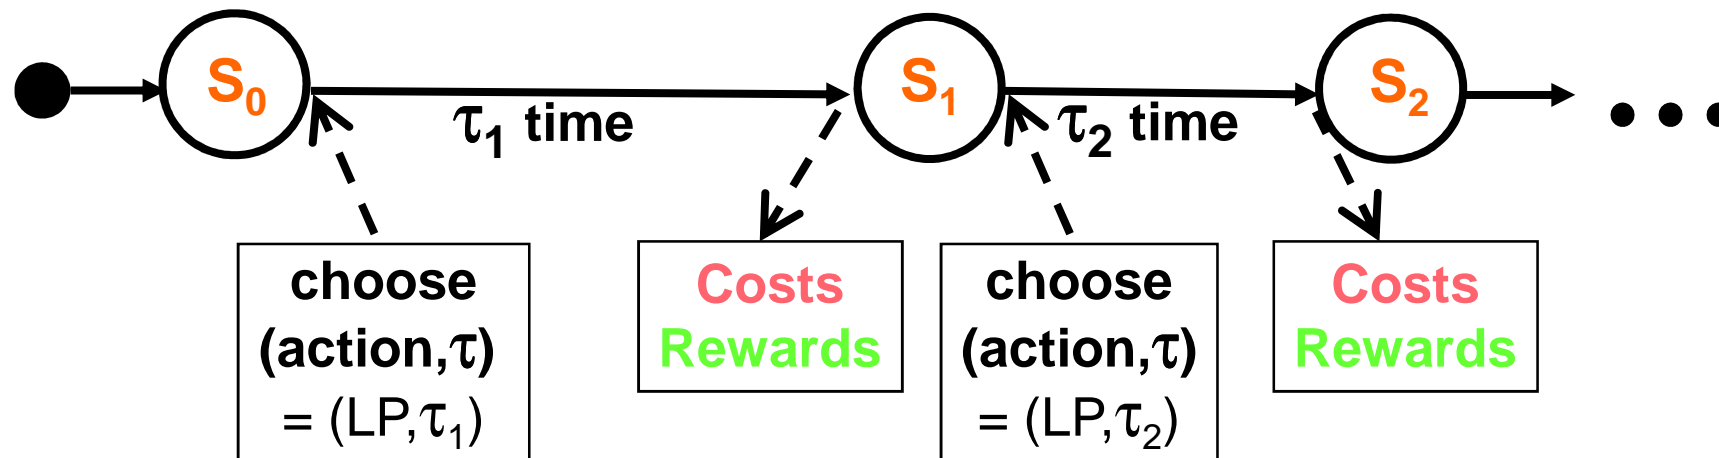 S₀
S₁
S₂
τ₁ time
τ₂ time
choose
(action,τ)
= (LP,τ₁)
Costs
Rewards
choose
(action,τ)
= (LP,τ₂)
Costs
Rewards